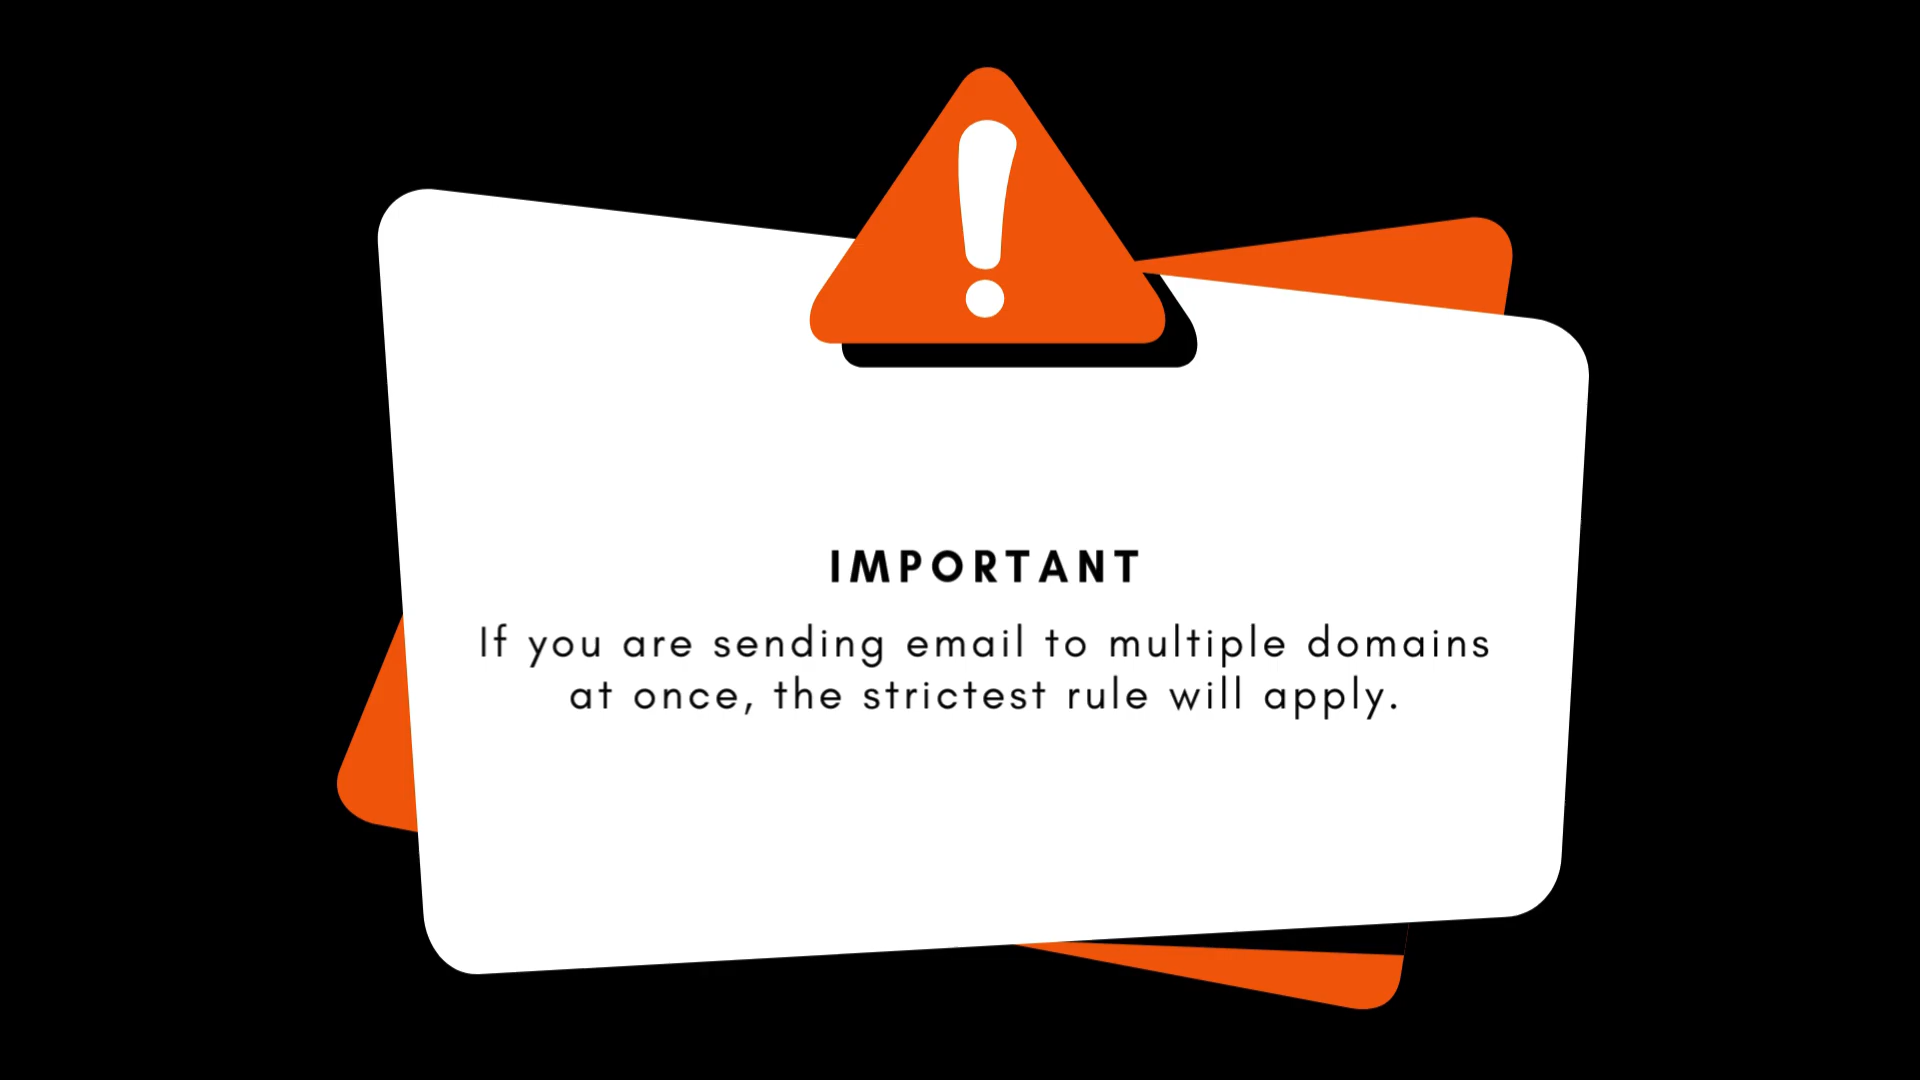 IMPORTANT
If you are sending email to multiple domains
at once, the strictest rule will apply.